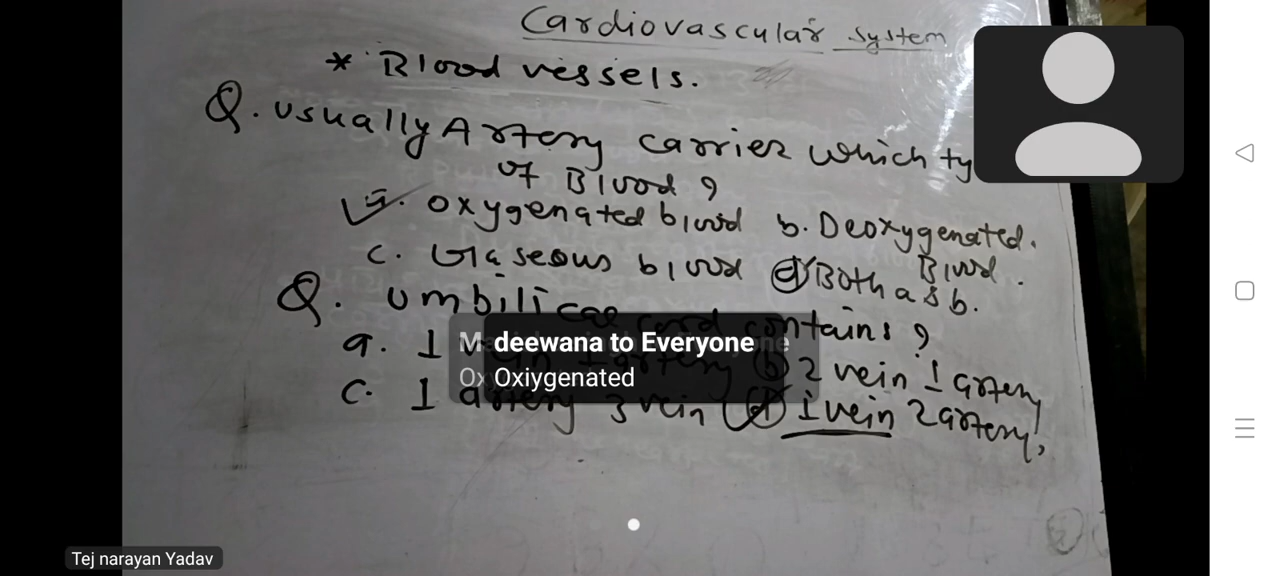 Cardiovascular system
* Blood vessels.
Q. usually Artery carries which ty
of Blood ?
a. oxygenated blood b. Deoxygenated.
Blood.
c. Gaseous blood d Both a & b.
Q. umbilical cord contains ?
a. 1 artery b 2 vein 1 artery
M deewana to Everyone
Ox Oxiygenated
c. 1 artery 3 vein d 1 vein 2 artery,
Tej narayan Yadav